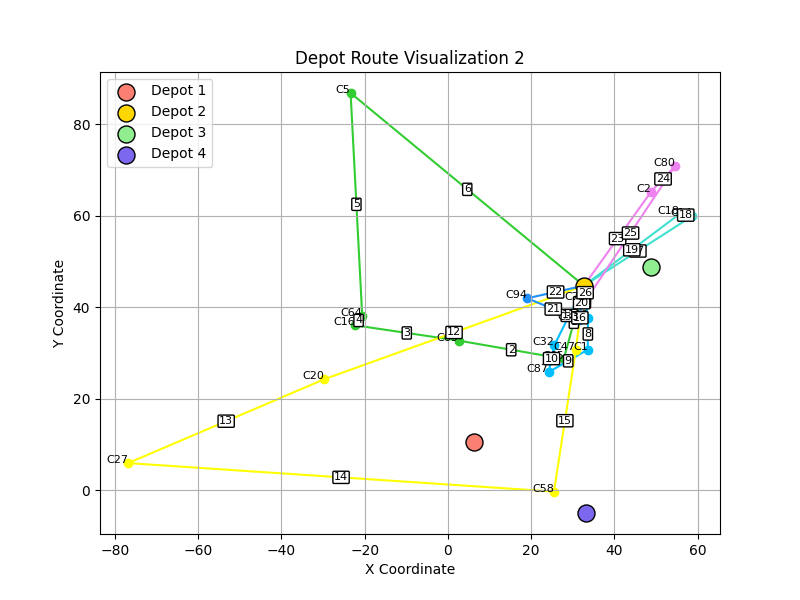 Depot Route Visualization 2
Depot 1
Depot 2
Depot 3
Depot 4
Y Coordinate
X Coordinate
80
60
40
20
0
−80
−60
−40
−20
0
20
40
60
C5
6
5
C80
24
C2
C18
18
23
25
19
C94
22
26
20
21
C64
C16
4
3
12
2
16
8
C32
C47
C1
10
9
C87
C20
13
15
C27
14
C58